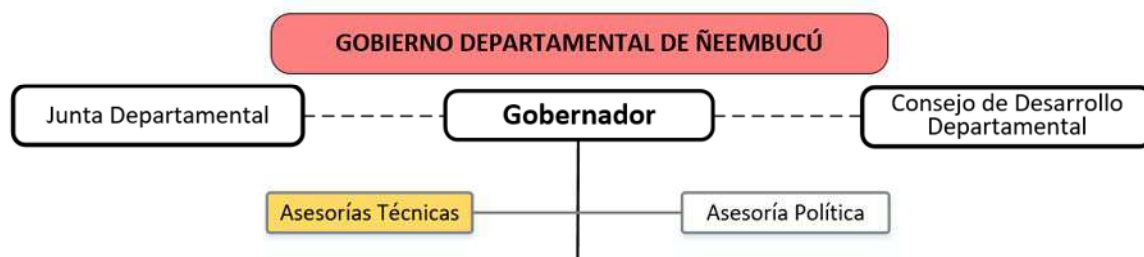 GOBIERNO DEPARTAMENTAL DE ÑEEMBUCÚ
Junta Departamental
Gobernador
Consejo de Desarrollo
Departamental
Asesorías Técnicas
Asesoría Política